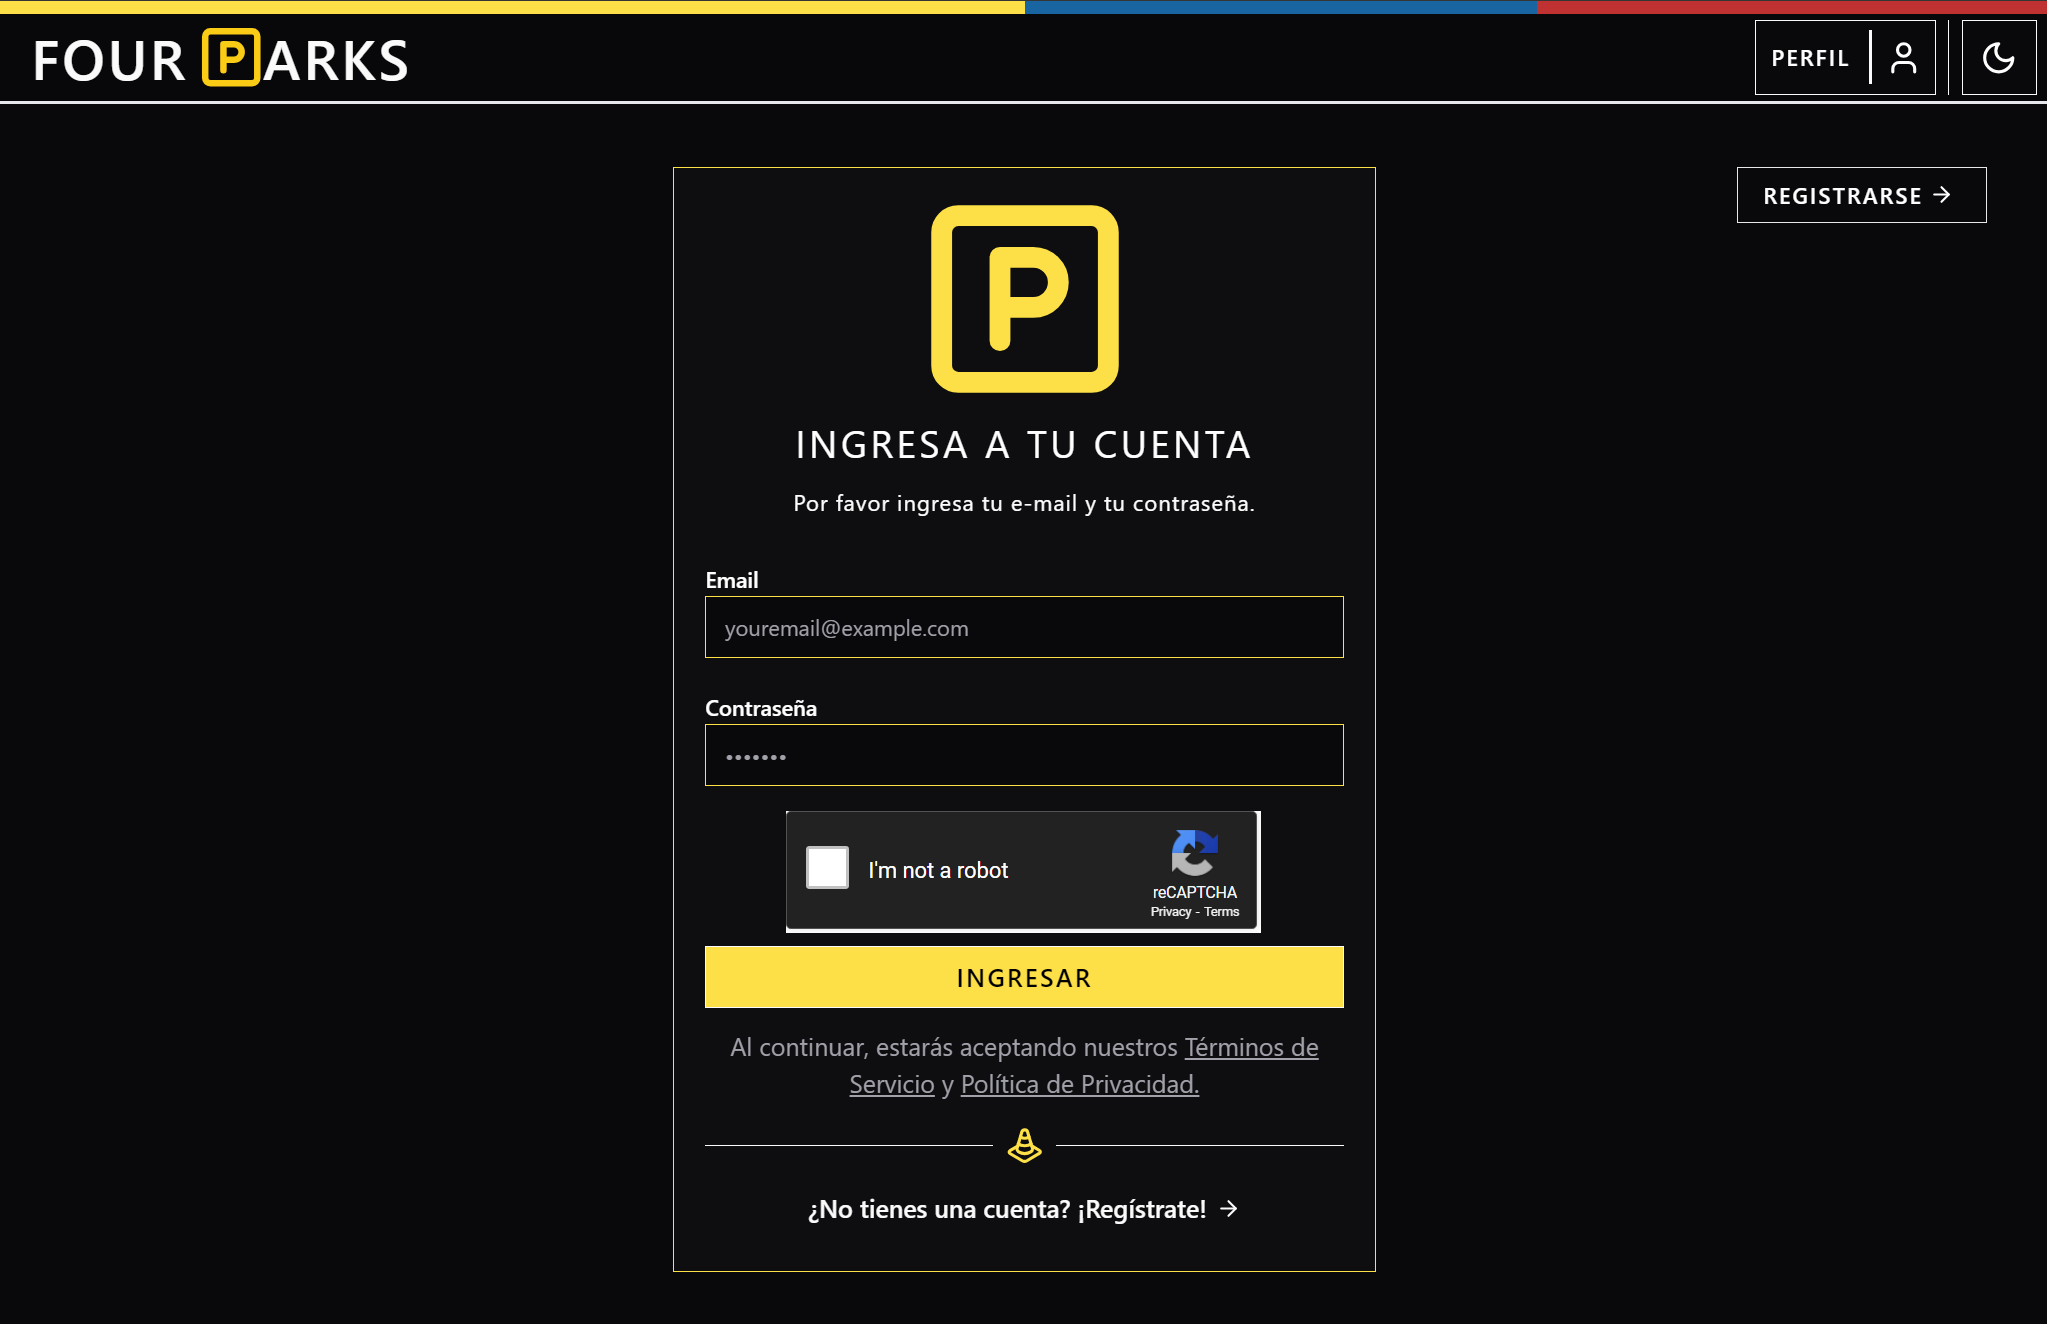 FOUR PARKS
PERFIL
REGISTRARSE →
P
INGRESA A TU CUENTA
Por favor ingresa tu e-mail y tu contraseña.
Email
youremail@example.com
Contraseña
•••••••
I'm not a robot
reCAPTCHA
Privacy - Terms
INGRESAR
Al continuar, estarás aceptando nuestros Términos de
Servicio y Política de Privacidad.
¿No tienes una cuenta? ¡Regístrate! →